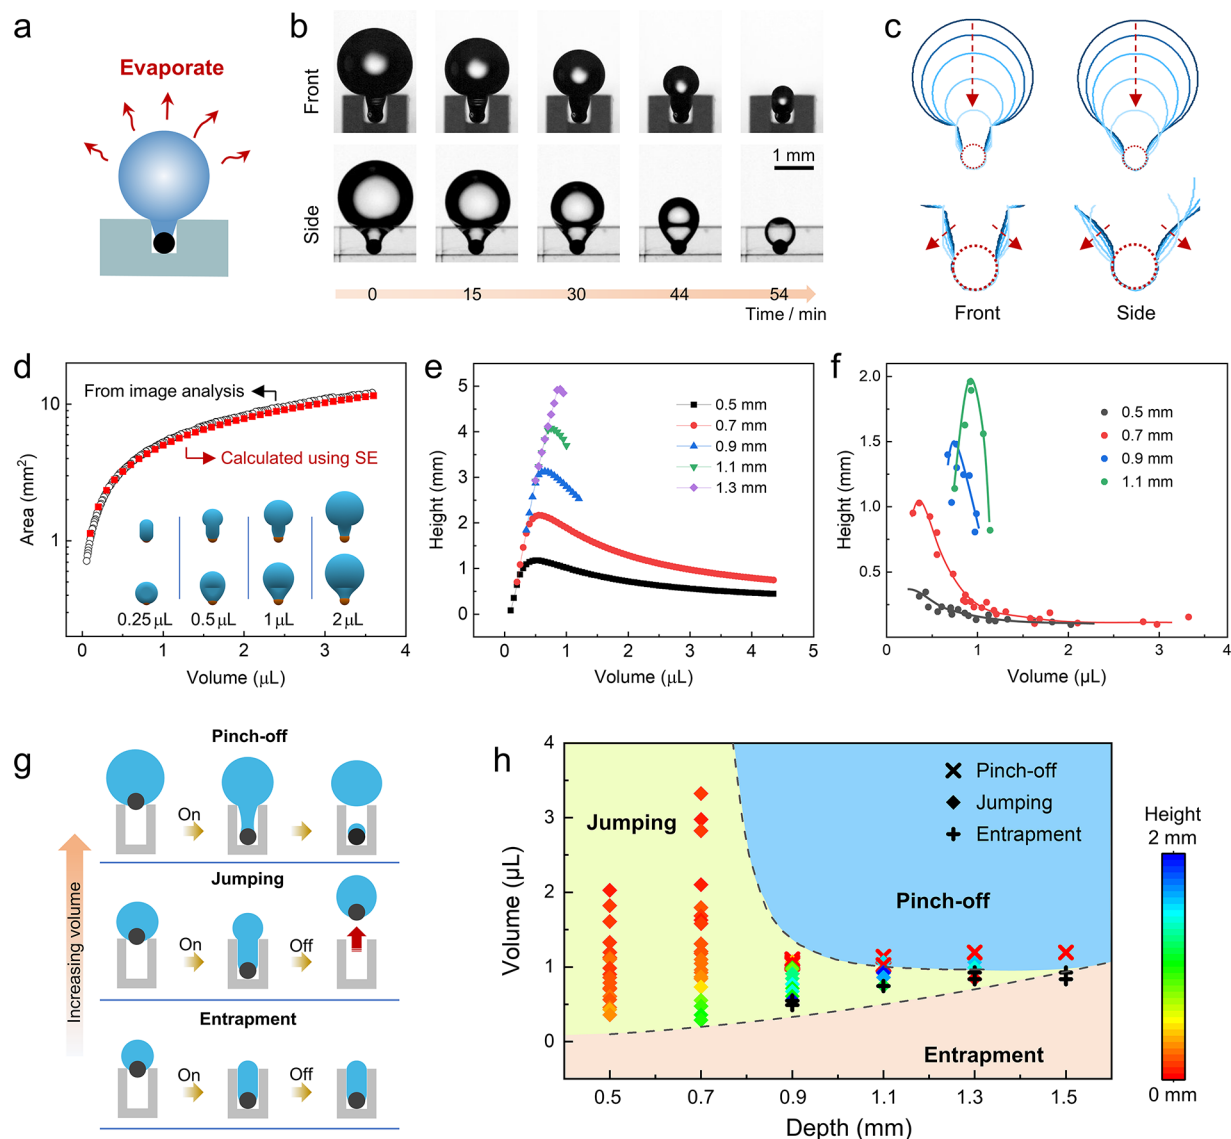 a
Evaporate
b
Front
Side
1 mm
0
15
30
44
54
Time / min
c
Front
Side
d
Area (mm²)
10
1
From image analysis
Calculated using SE
0.25 μL
0.5 μL
1 μL
2 μL
0
1
2
3
4
Volume (μL)
e
Height (mm)
5
4
3
2
1
0
0.5 mm
0.7 mm
0.9 mm
1.1 mm
1.3 mm
0
1
2
3
4
5
Volume (μL)
f
Height (mm)
2.0
1.5
1.0
0.5
0.5 mm
0.7 mm
0.9 mm
1.1 mm
0
1
2
3
4
Volume (μL)
g
Increasing volume
Pinch-off
On
Jumping
On
Off
Entrapment
On
Off
h
Volume (μL)
4
3
2
1
0
Jumping
Pinch-off
Jumping
Entrapment
Pinch-off
Entrapment
0.5
0.7
0.9
1.1
1.3
1.5
Depth (mm)
Height
2 mm
0 mm